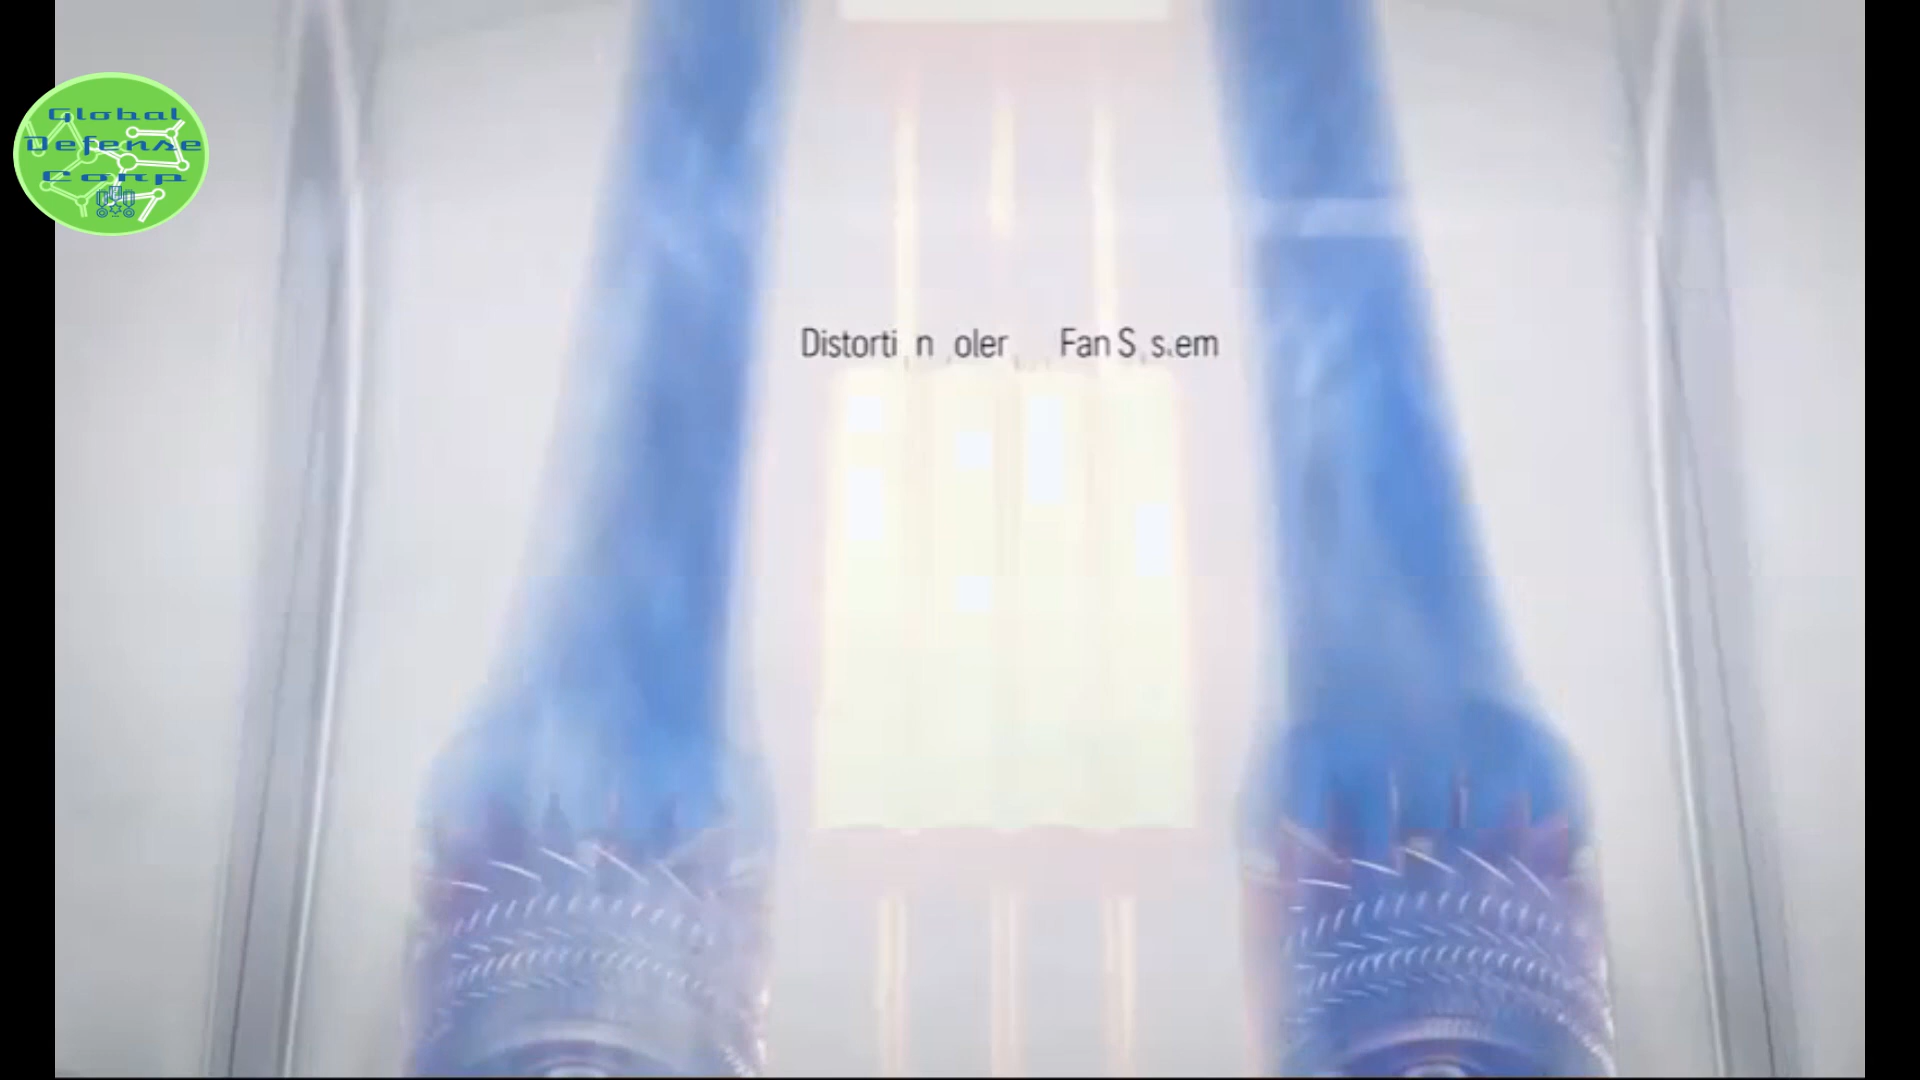 Global
Defense
Corp
Distorti n oler Fan S s em